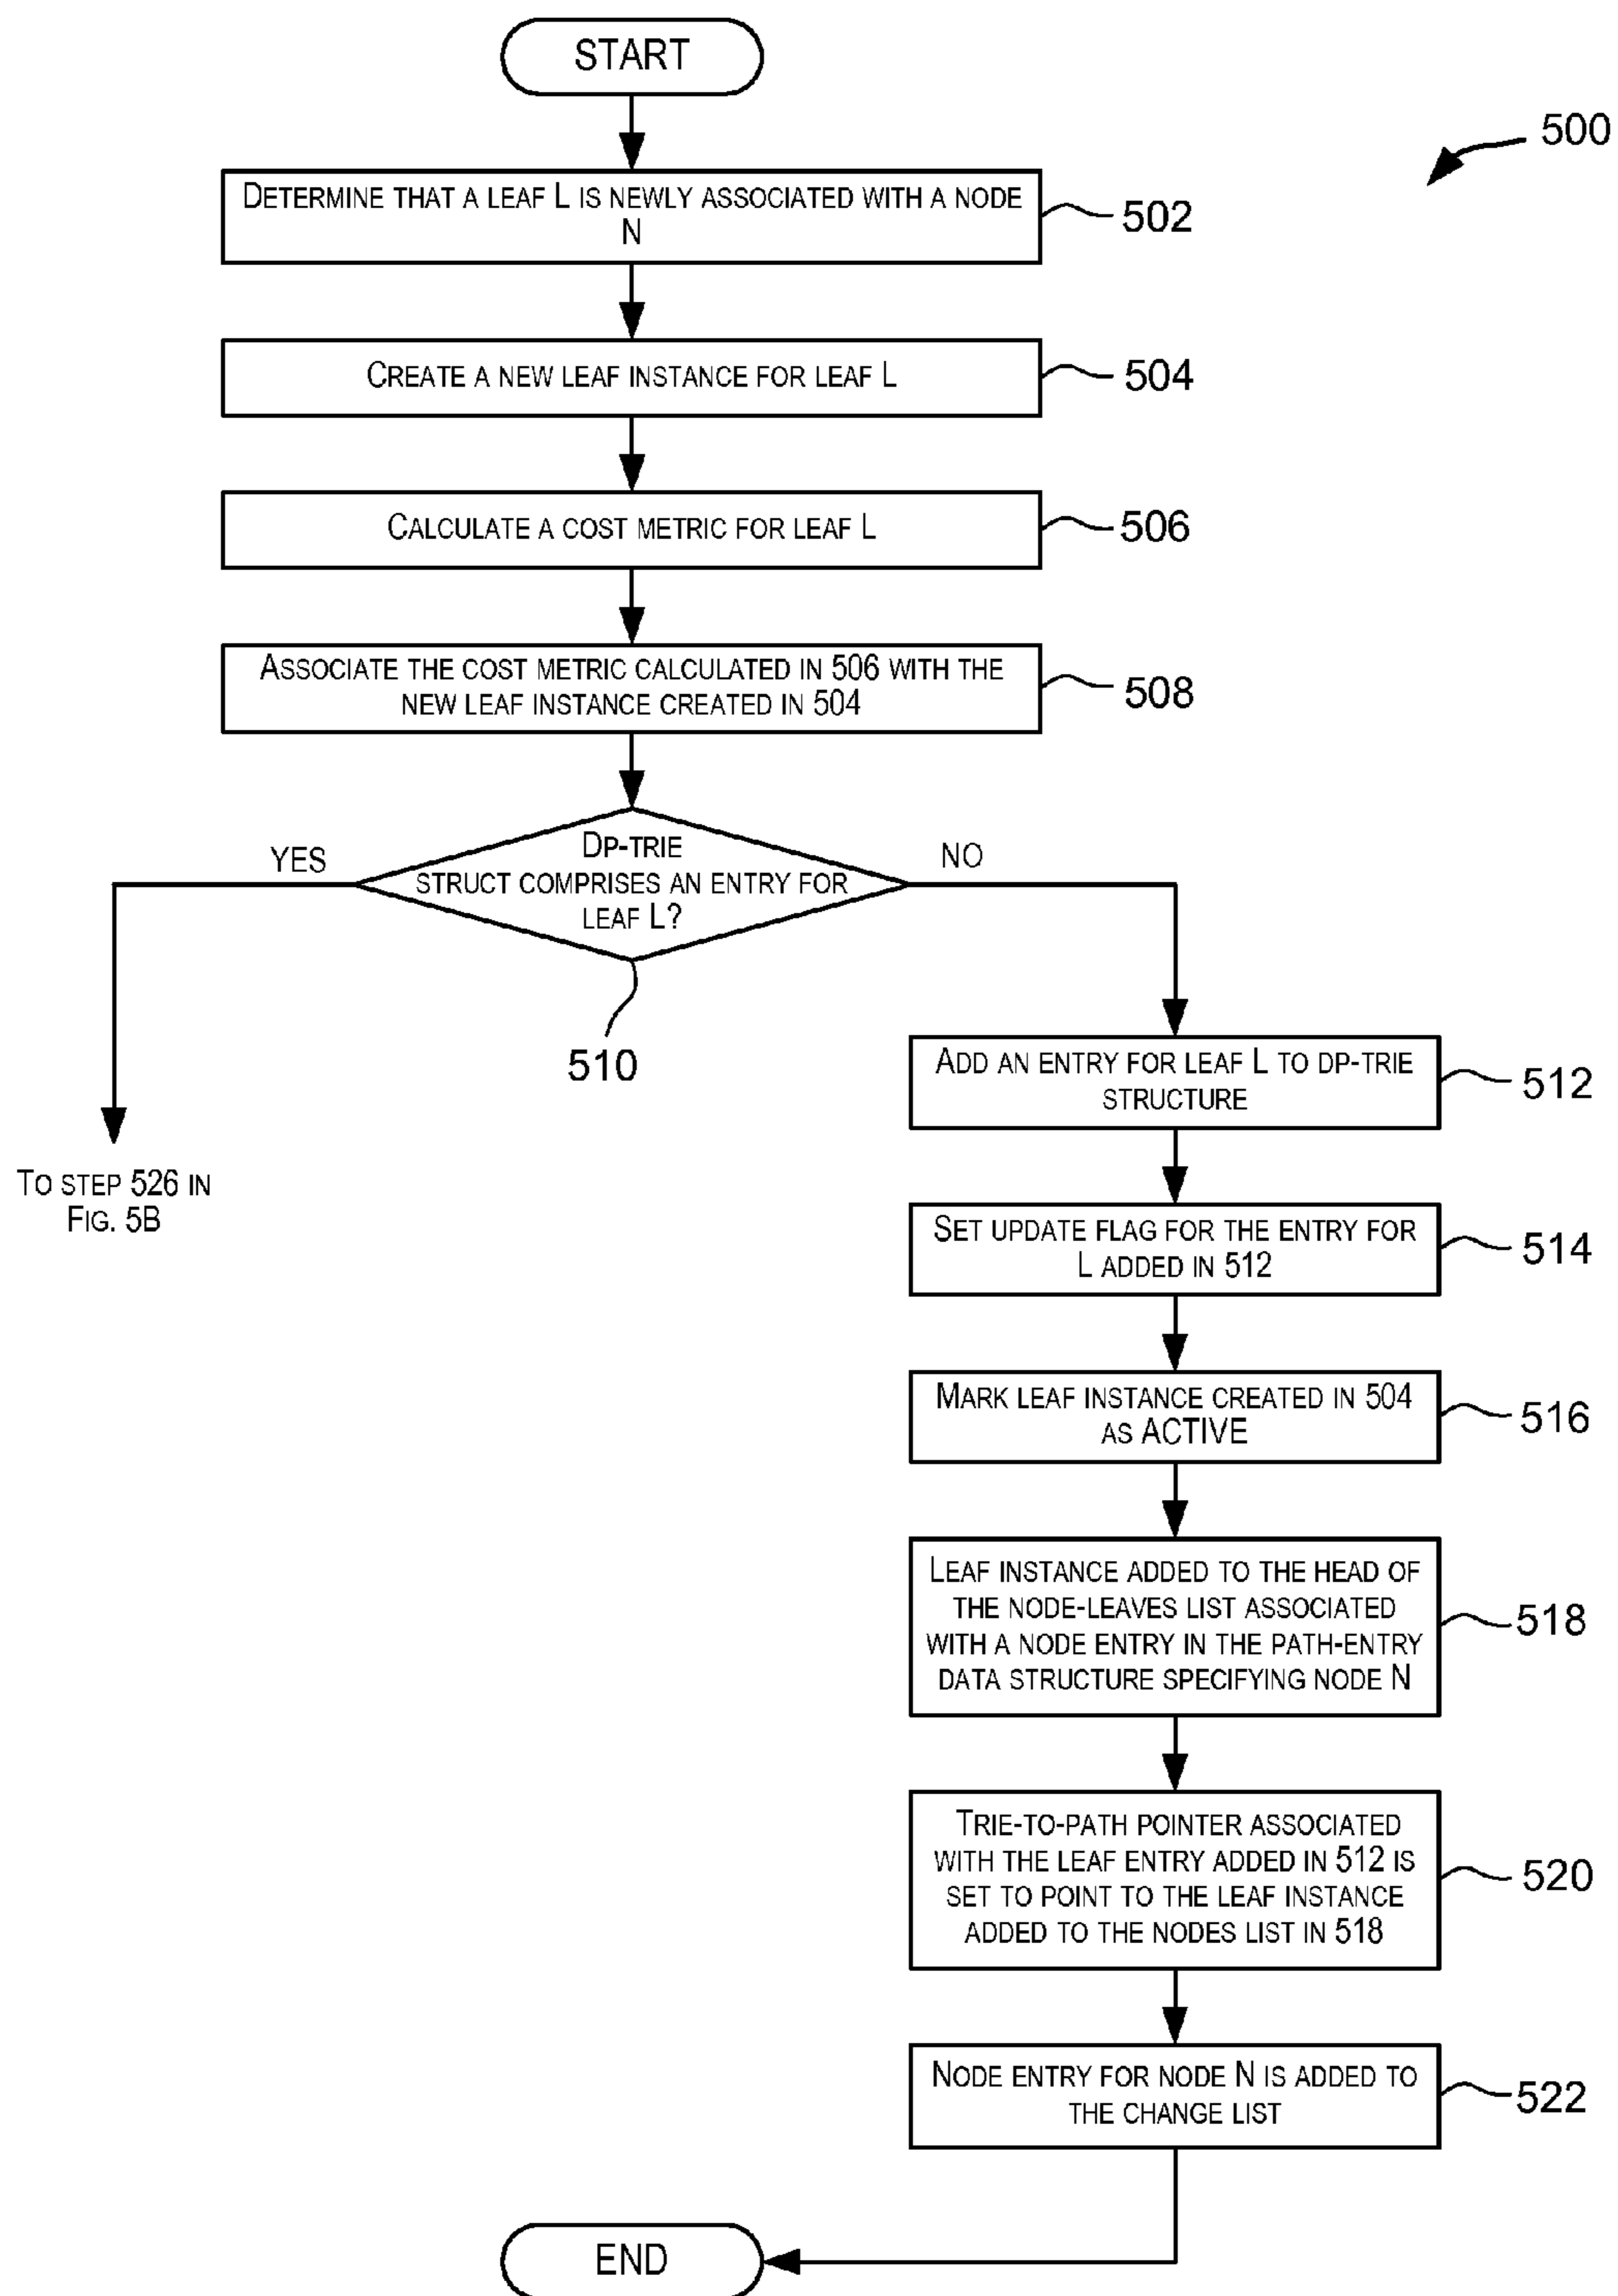 START
500
DETERMINE THAT A LEAF L IS NEWLY ASSOCIATED WITH A NODE
N
502
CREATE A NEW LEAF INSTANCE FOR LEAF L
504
CALCULATE A COST METRIC FOR LEAF L
506
ASSOCIATE THE COST METRIC CALCULATED IN 506 WITH THE
NEW LEAF INSTANCE CREATED IN 504
508
DP-TRIE
STRUCT COMPRISES AN ENTRY FOR
LEAF L?
YES
NO
510
TO STEP 526 IN
FIG. 5B
ADD AN ENTRY FOR LEAF L TO DP-TRIE
STRUCTURE
512
SET UPDATE FLAG FOR THE ENTRY FOR
L ADDED IN 512
514
MARK LEAF INSTANCE CREATED IN 504
AS ACTIVE
516
LEAF INSTANCE ADDED TO THE HEAD OF
THE NODE-LEAVES LIST ASSOCIATED
WITH A NODE ENTRY IN THE PATH-ENTRY
DATA STRUCTURE SPECIFYING NODE N
518
TRIE-TO-PATH POINTER ASSOCIATED
WITH THE LEAF ENTRY ADDED IN 512 IS
SET TO POINT TO THE LEAF INSTANCE
ADDED TO THE NODES LIST IN 518
520
NODE ENTRY FOR NODE N IS ADDED TO
THE CHANGE LIST
522
END